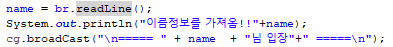 name = br.readLine();
System.out.println("이름정보를 가져옴!!"+name);
cg.broadCast("\n===== " + name  + "님 입장"+" =====\n");